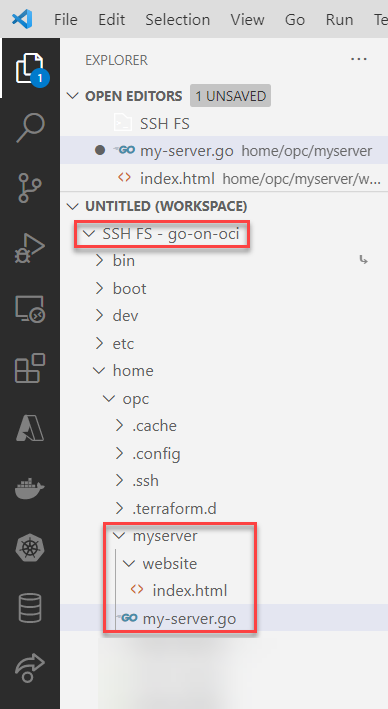 File Edit Selection View Go Run Te
EXPLORER ...
OPEN EDITORS 1 UNSAVED
SSH FS
GO my-server.go home/opc/myserver
<> index.html home/opc/myserver/w...
UNTITLED (WORKSPACE)
SSH FS - go-on-oci
bin
boot
dev
etc
home
opc
.cache
.config
.ssh
.terraform.d
myserver
website
<> index.html
GO my-server.go
1